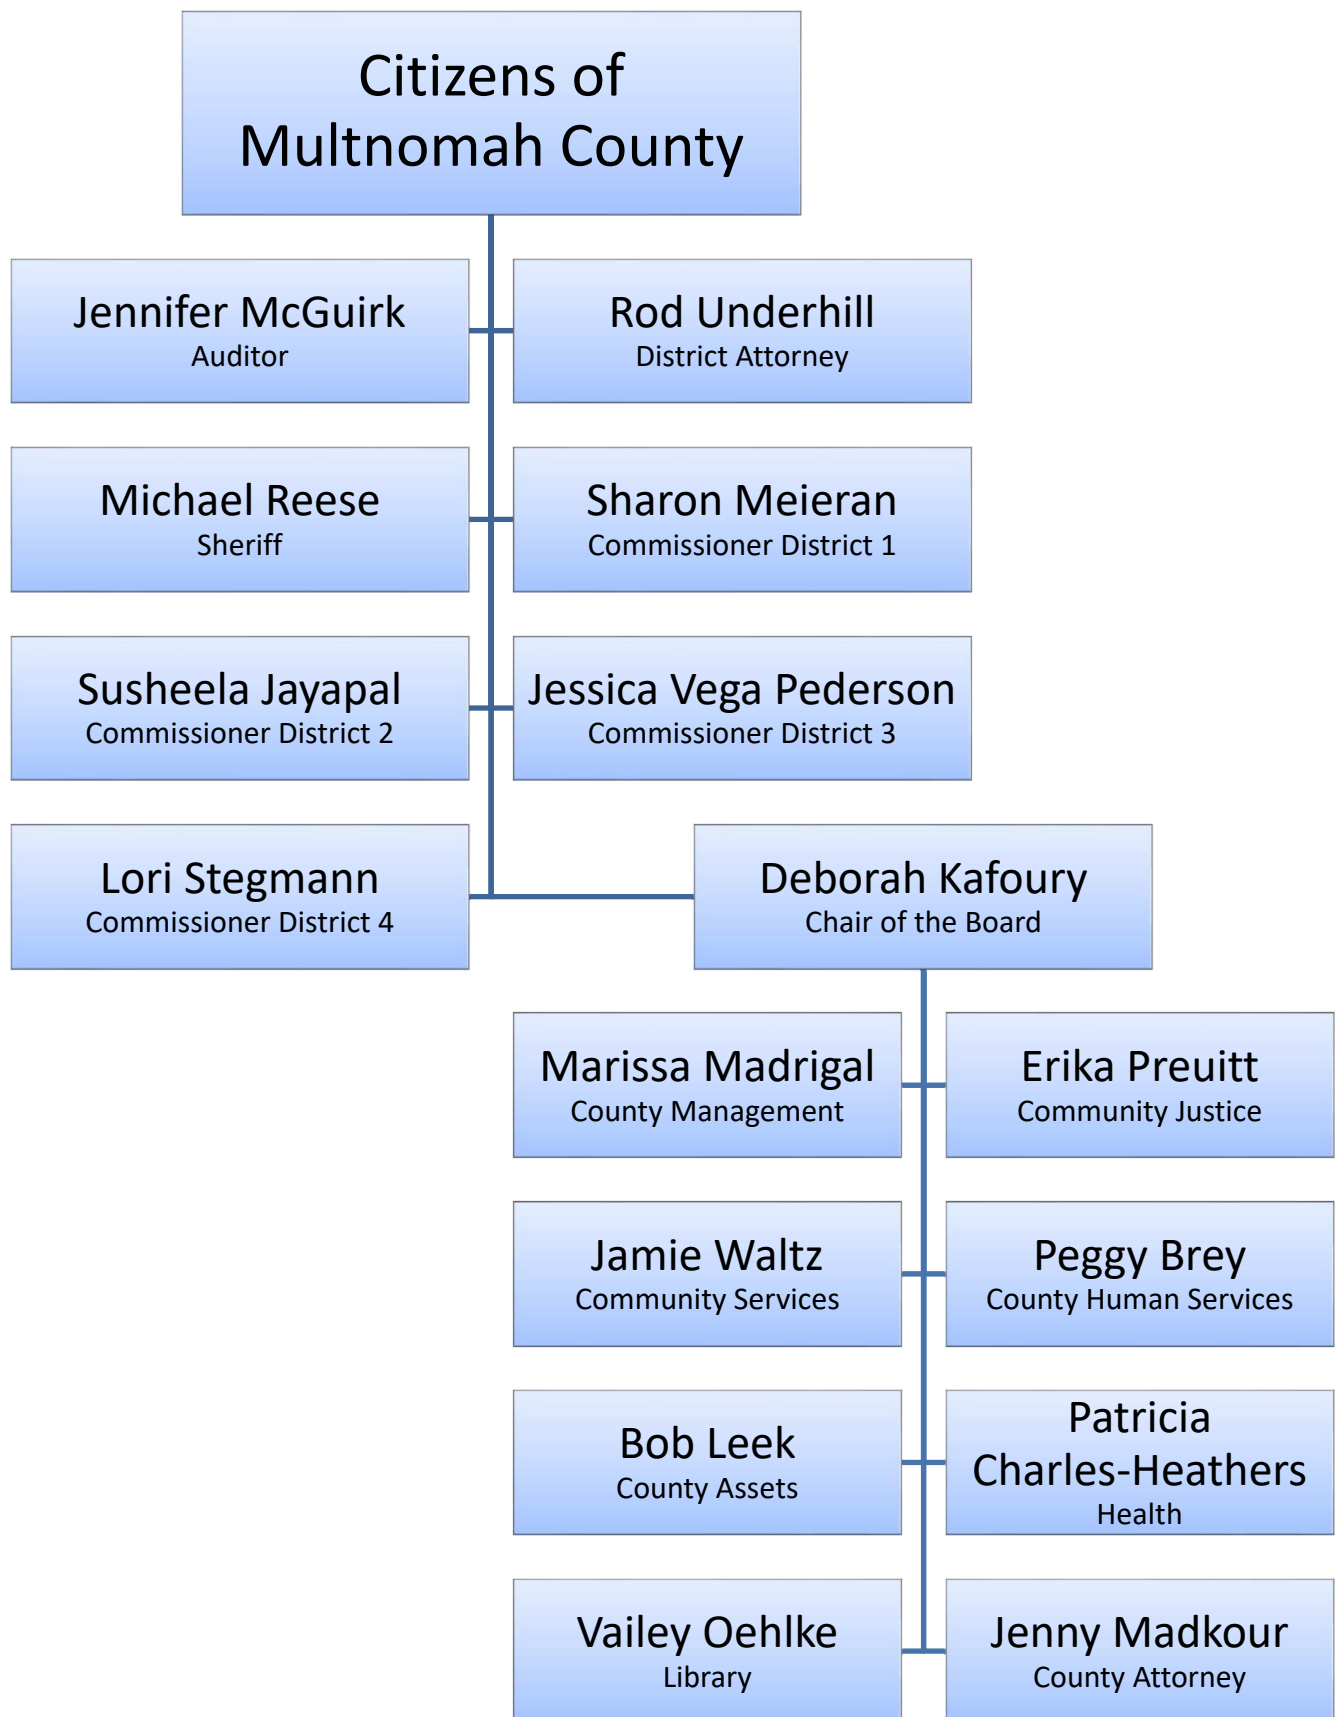 Citizens of
Multnomah County
Jennifer McGuirk
Auditor
Rod Underhill
District Attorney
Michael Reese
Sheriff
Sharon Meieran
Commissioner District 1
Susheela Jayapal
Commissioner District 2
Jessica Vega Pederson
Commissioner District 3
Lori Stegmann
Commissioner District 4
Deborah Kafoury
Chair of the Board
Marissa Madrigal
County Management
Erika Preuitt
Community Justice
Jamie Waltz
Community Services
Peggy Brey
County Human Services
Bob Leek
County Assets
Patricia
Charles-Heathers
Health
Vailey Oehlke
Library
Jenny Madkour
County Attorney